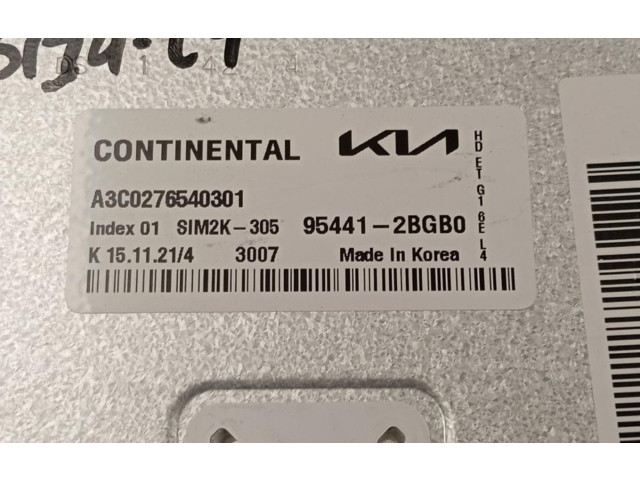 CONTINENTAL KIA
A3C0276540301
Index 01 SIM2K-305 95441-2BGB0
K 15.11.21/4 3007 Made In Korea
HD ET G1 6E L4